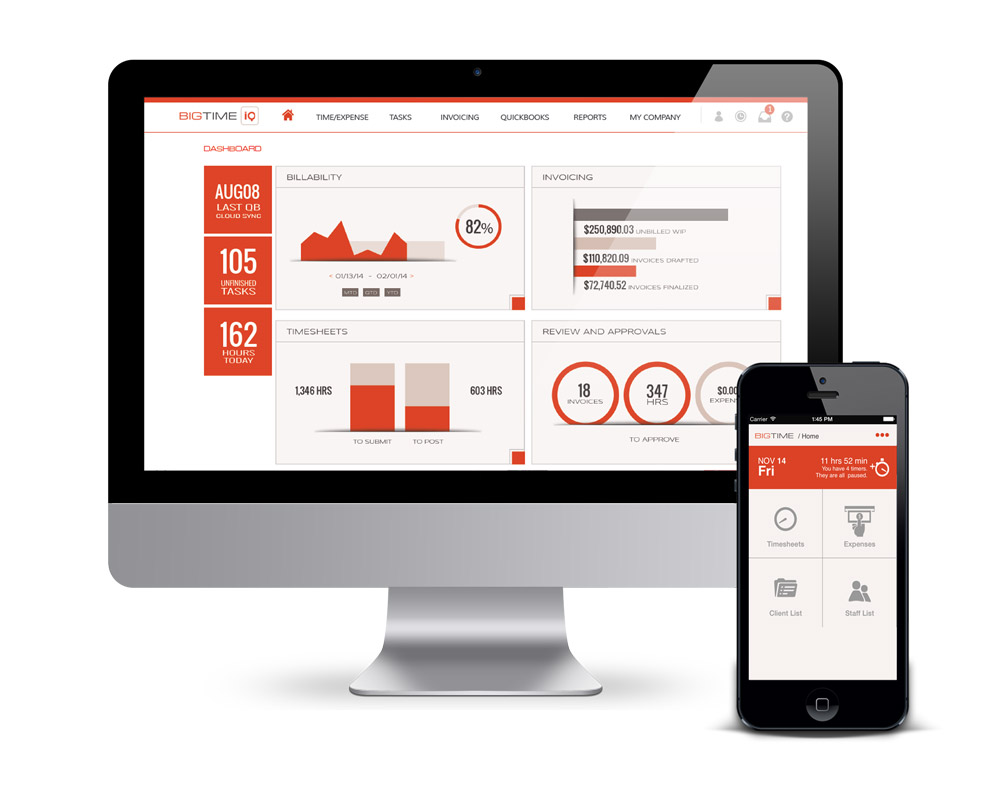 BIGTIME IQ
TIME/EXPENSE TASKS INVOICING QUICKBOOKS REPORTS MY COMPANY
1
?
DASHBOARD
AUG08
LAST QB
CLOUD SYNC
105
UNFINISHED
TASKS
162
HOURS
TODAY
BILLABILITY
82%
< 01/13/14 - 02/01/14 >
MTD QTD YTD
INVOICING
$250,890.03 UNBILLED WIP
$110,820.09 INVOICES DRAFTED
$72,740.52 INVOICES FINALIZED
TIMESHEETS
1,346 HRS
603 HRS
TO SUBMIT TO POST
REVIEW AND APPROVALS
18
INVOICES
347
HRS
$0.00
EXPEN
TO APPROVE
Carrier 1:45 PM
BIGTIME / Home
NOV 14
Fri
11 hrs 52 min
You have 4 timers.
They are all paused.
Timesheets
Expenses
Client List
Staff List